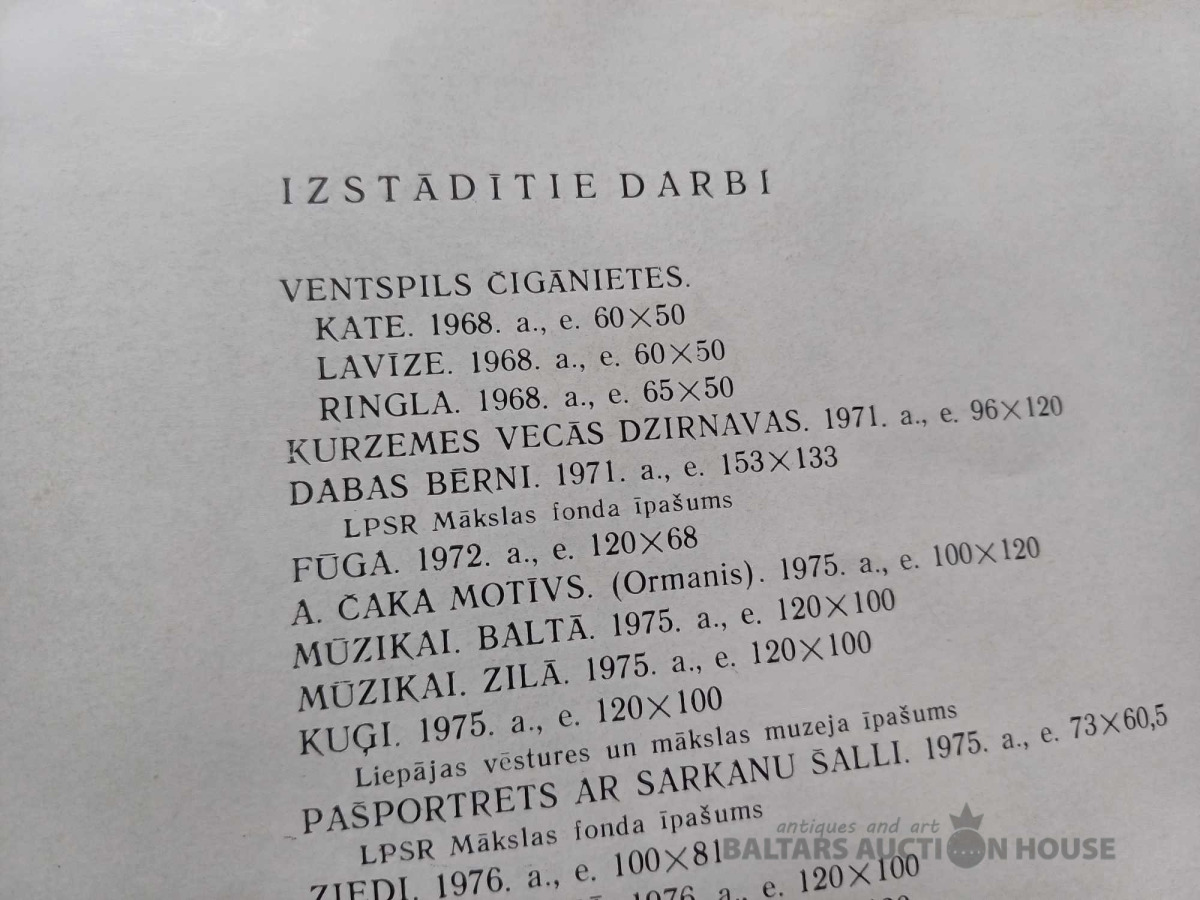 IZSTĀDĪTIE DARBI
VENTSPILS ČIGĀNIETES.
KATE. 1968. a., e. 60×50
LAVĪZE. 1968. a., e. 60×50
RINGLA. 1968. a., e. 65×50
KURZEMES VECĀS DZIRNAVAS. 1971. a., e. 96×120
DABAS BĒRNI. 1971. a., e. 153×133
LPSR Mākslas fonda īpašums
FŪGA. 1972. a., e. 120×68
A. ČAKA MOTĪVS. (Ormanis). 1975. a., e. 100×120
MŪZIKAI. BALTĀ. 1975. a., e. 120×100
MŪZIKAI. ZILĀ. 1975. a., e. 120×100
KUĢI. 1975. a., e. 120×100
Liepājas vēstures un mākslas muzeja īpašums
PAŠPORTRETS AR SARKANU ŠALLI. 1975. a., e. 73×60,5
LPSR Mākslas fonda īpašums
ZIEDI. 1976. a., e. 100×81
1976. a., e. 120×100
antiques and art
BALTARS AUCTION HOUSE